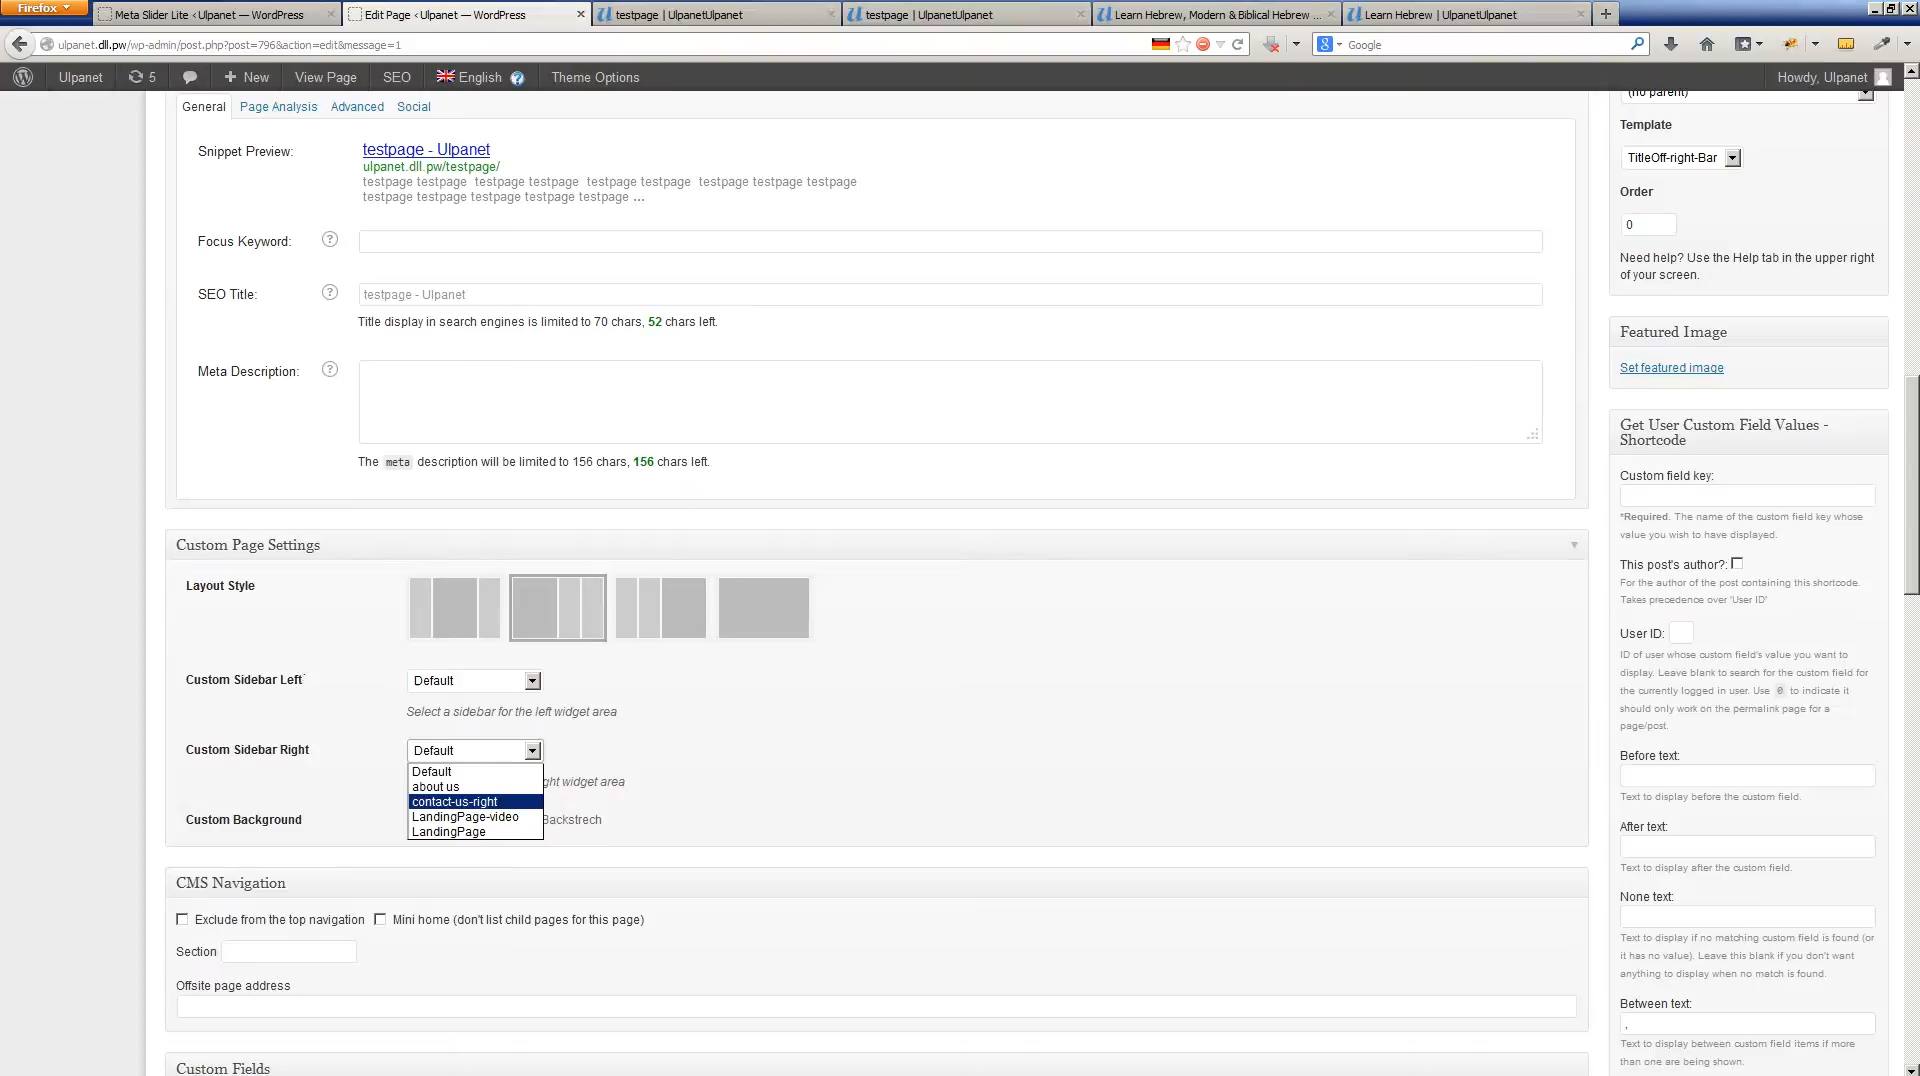 Firefox
Meta Slider Lite ‹ Ulpanet — WordPress
Edit Page ‹ Ulpanet — WordPress
testpage | UlpanetUlpanet
testpage | UlpanetUlpanet
Learn Hebrew, Modern & Biblical Hebrew ...
Learn Hebrew | UlpanetUlpanet
ulpanet.dll.pw/wp-admin/post.php?post=796&action=edit&message=1
Google
Ulpanet
5
New
View Page
SEO
English
Theme Options
Howdy, Ulpanet
General
Page Analysis
Advanced
Social
Snippet Preview:
testpage - Ulpanet
ulpanet.dll.pw/testpage/
testpage testpage testpage testpage testpage testpage testpage testpage testpage
testpage testpage testpage testpage testpage ...
Focus Keyword:
SEO Title:
testpage - Ulpanet
Title display in search engines is limited to 70 chars, 52 chars left.
Meta Description:
The meta description will be limited to 156 chars, 156 chars left.
Custom Page Settings
Layout Style
Custom Sidebar Left
Default
Select a sidebar for the left widget area
Custom Sidebar Right
Default
Default
about us
contact-us-right
LandingPage-video
LandingPage
ght widget area
Custom Background
Backstrech
CMS Navigation
Exclude from the top navigation
Mini home (don't list child pages for this page)
Section
Offsite page address
Custom Fields
(no parent)
Template
TitleOff-right-Bar
Order
0
Need help? Use the Help tab in the upper right
of your screen.
Featured Image
Set featured image
Get User Custom Field Values -
Shortcode
Custom field key:
*Required. The name of the custom field key whose
value you wish to have displayed.
This post's author?:
For the author of the post containing this shortcode.
Takes precedence over 'User ID'
User ID:
ID of user whose custom field's value you want to
display. Leave blank to search for the custom field for
the currently logged in user. Use 0 to indicate it
should only work on the permalink page for a
page/post.
Before text:
Text to display before the custom field.
After text:
Text to display after the custom field.
None text:
Text to display if no matching custom field is found (or
it has no value). Leave this blank if you don't want
anything to display when no match is found.
Between text:
,
Text to display between custom field items if more
than one are being shown.